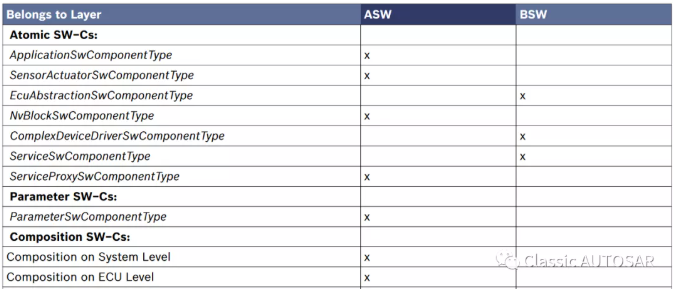 Belongs to Layer ASW BSW
Atomic SW-Cs:
ApplicationSwComponentType x
SensorActuatorSwComponentType x
EcuAbstractionSwComponentType x
NvBlockSwComponentType x
ComplexDeviceDriverSwComponentType x
ServiceSwComponentType x
ServiceProxySwComponentType x
Parameter SW-Cs:
ParameterSwComponentType x
Composition SW-Cs:
Composition on System Level x
Classic AUTOSAR
Composition on ECU Level x